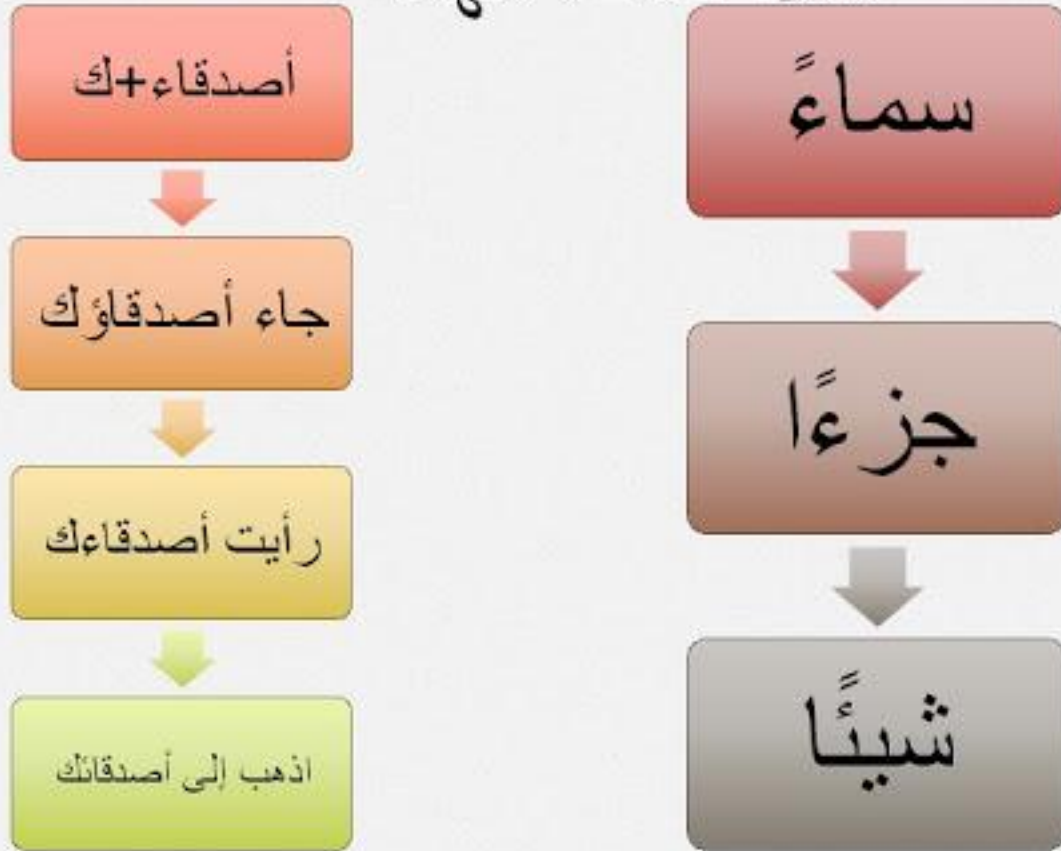 سماءً
جزءًا
شيئًا
أصدقاء+ك
جاء أصدقاؤك
رأيت أصدقاءك
اذهب إلى أصدقائك